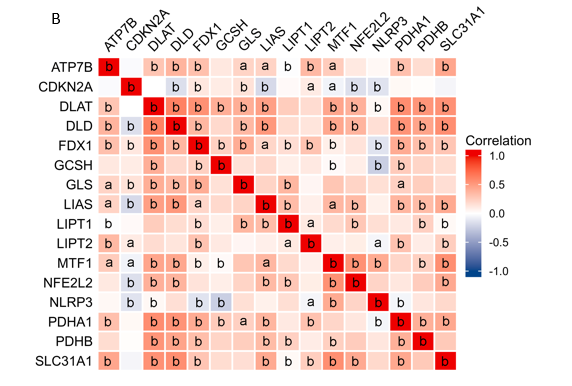 B
ATP7B CDKN2A DLAT DLD FDX1 GCSH GLS LIAS LIPT1 LIPT2 MTF1 NFE2L2 NLRP3 PDHA1 PDHB SLC31A1
ATP7B b b b b a a b b a b b
CDKN2A b b b b b a a b b
DLAT b b b b b b b b b b b b b
DLD b b b b b b b b b b b b
FDX1 b b b b b b b a b b b b b b b
GCSH b b b b b b
GLS a b b b b b b a
LIAS a b b b a b b a b b b b
LIPT1 b b b b b a b b b
LIPT2 b a b a b a b b
MTF1 a a b b b b a b b b b b
NFE2L2 b b b b b b b b
NLRP3 b b b b a b b b
PDHA1 b b b b b a b b b b b b
PDHB b b b b b b b b
SLC31A1 b b b b b b b b b b b
Correlation
1.0
0.5
0.0
-0.5
-1.0